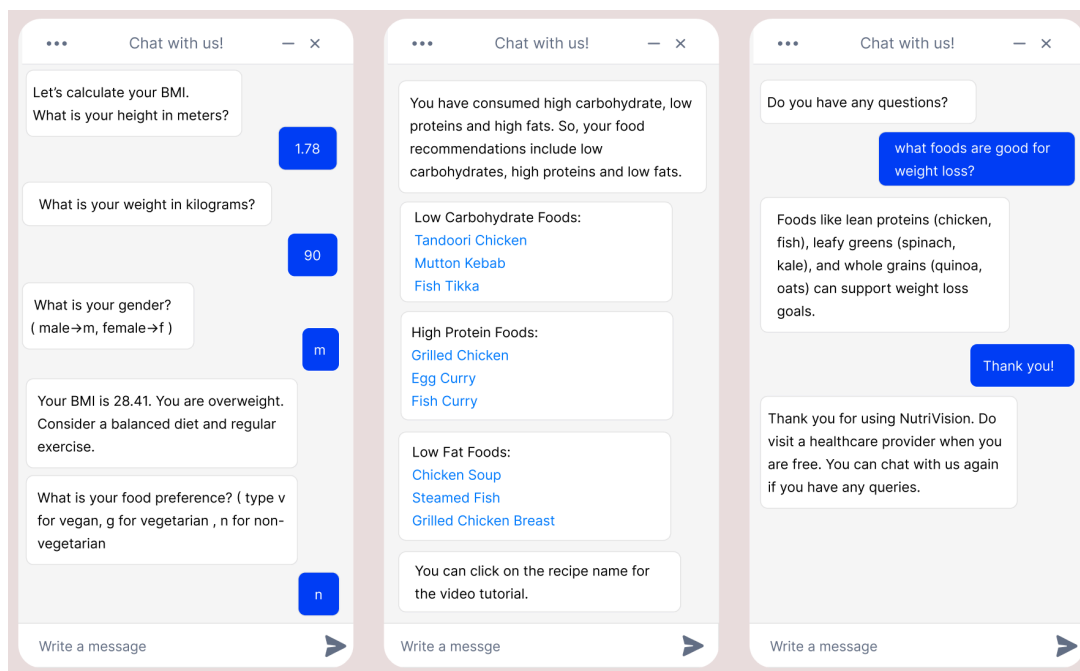 Chat with us!
Let's calculate your BMI.
What is your height in meters?
1.78
What is your weight in kilograms?
90
What is your gender?
( male→m, female→f )
m
Your BMI is 28.41. You are overweight.
Consider a balanced diet and regular
exercise.
What is your food preference? ( type v
for vegan, g for vegetarian , n for non-
vegetarian
n
Write a message
Chat with us!
You have consumed high carbohydrate, low
proteins and high fats. So, your food
recommendations include low
carbohydrates, high proteins and low fats.
Low Carbohydrate Foods:
Tandoori Chicken
Mutton Kebab
Fish Tikka
High Protein Foods:
Grilled Chicken
Egg Curry
Fish Curry
Low Fat Foods:
Chicken Soup
Steamed Fish
Grilled Chicken Breast
You can click on the recipe name for
the video tutorial.
Write a messge
Chat with us!
Do you have any questions?
what foods are good for
weight loss?
Foods like lean proteins (chicken,
fish), leafy greens (spinach,
kale), and whole grains (quinoa,
oats) can support weight loss
goals.
Thank you!
Thank you for using NutriVision. Do
visit a healthcare provider when you
are free. You can chat with us again
if you have any queries.
Write a message